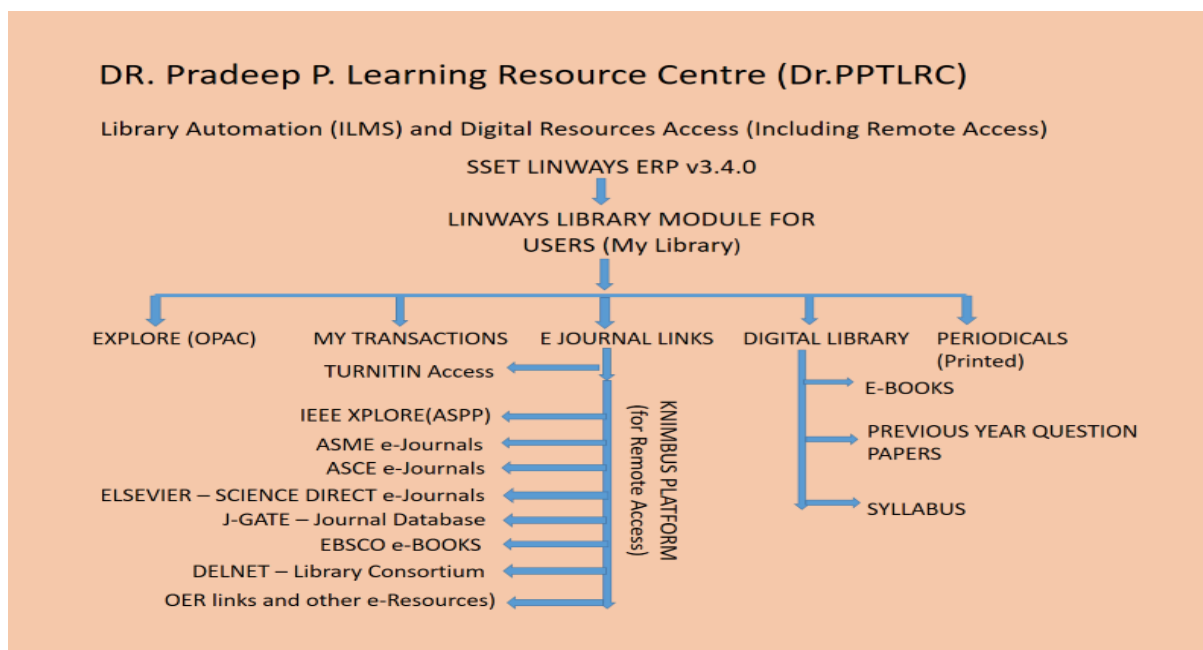 DR. Pradeep P. Learning Resource Centre (Dr.PPTLRC)
Library Automation (ILMS) and Digital Resources Access (Including Remote Access)
SSET LINWAYS ERP v3.4.0
LINWAYS LIBRARY MODULE FOR
USERS (My Library)
EXPLORE (OPAC)
MY TRANSACTIONS
E JOURNAL LINKS
DIGITAL LIBRARY
PERIODICALS
(Printed)
TURNITIN Access
IEEE XPLORE(ASPP)
ASME e-Journals
ASCE e-Journals
ELSEVIER – SCIENCE DIRECT e-Journals
J-GATE – Journal Database
EBSCO e-BOOKS
DELNET – Library Consortium
OER links and other e-Resources)
KNIMBUS PLATFORM
(for Remote Access)
E-BOOKS
PREVIOUS YEAR QUESTION
PAPERS
SYLLABUS